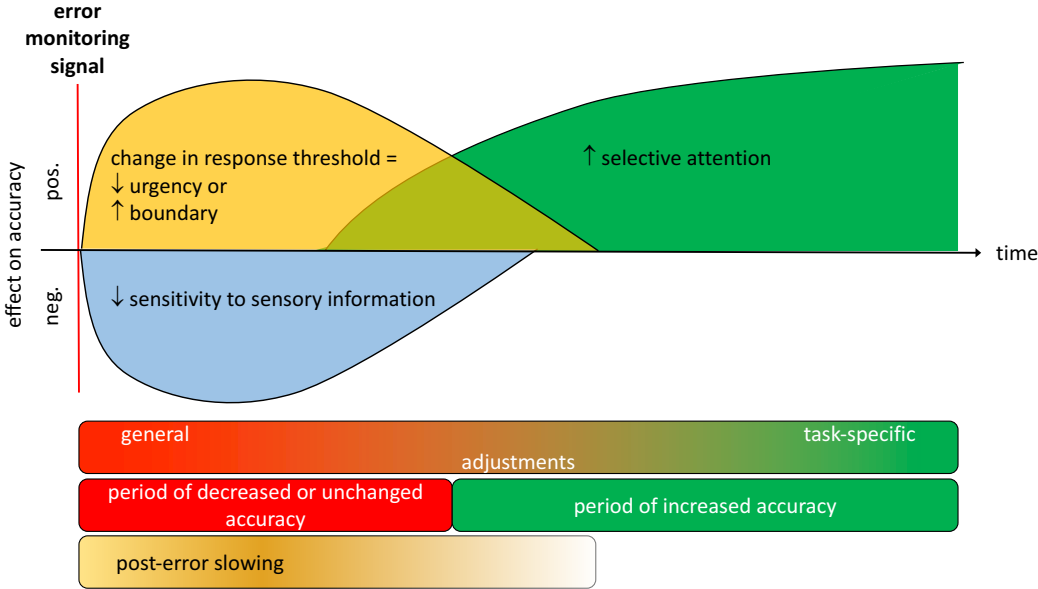 error
monitoring
signal
effect on accuracy
pos.
neg.
change in response threshold =
↓ urgency or
↑ boundary
↑ selective attention
time
↓ sensitivity to sensory information
general
task-specific
adjustments
period of decreased or unchanged
accuracy
period of increased accuracy
post-error slowing